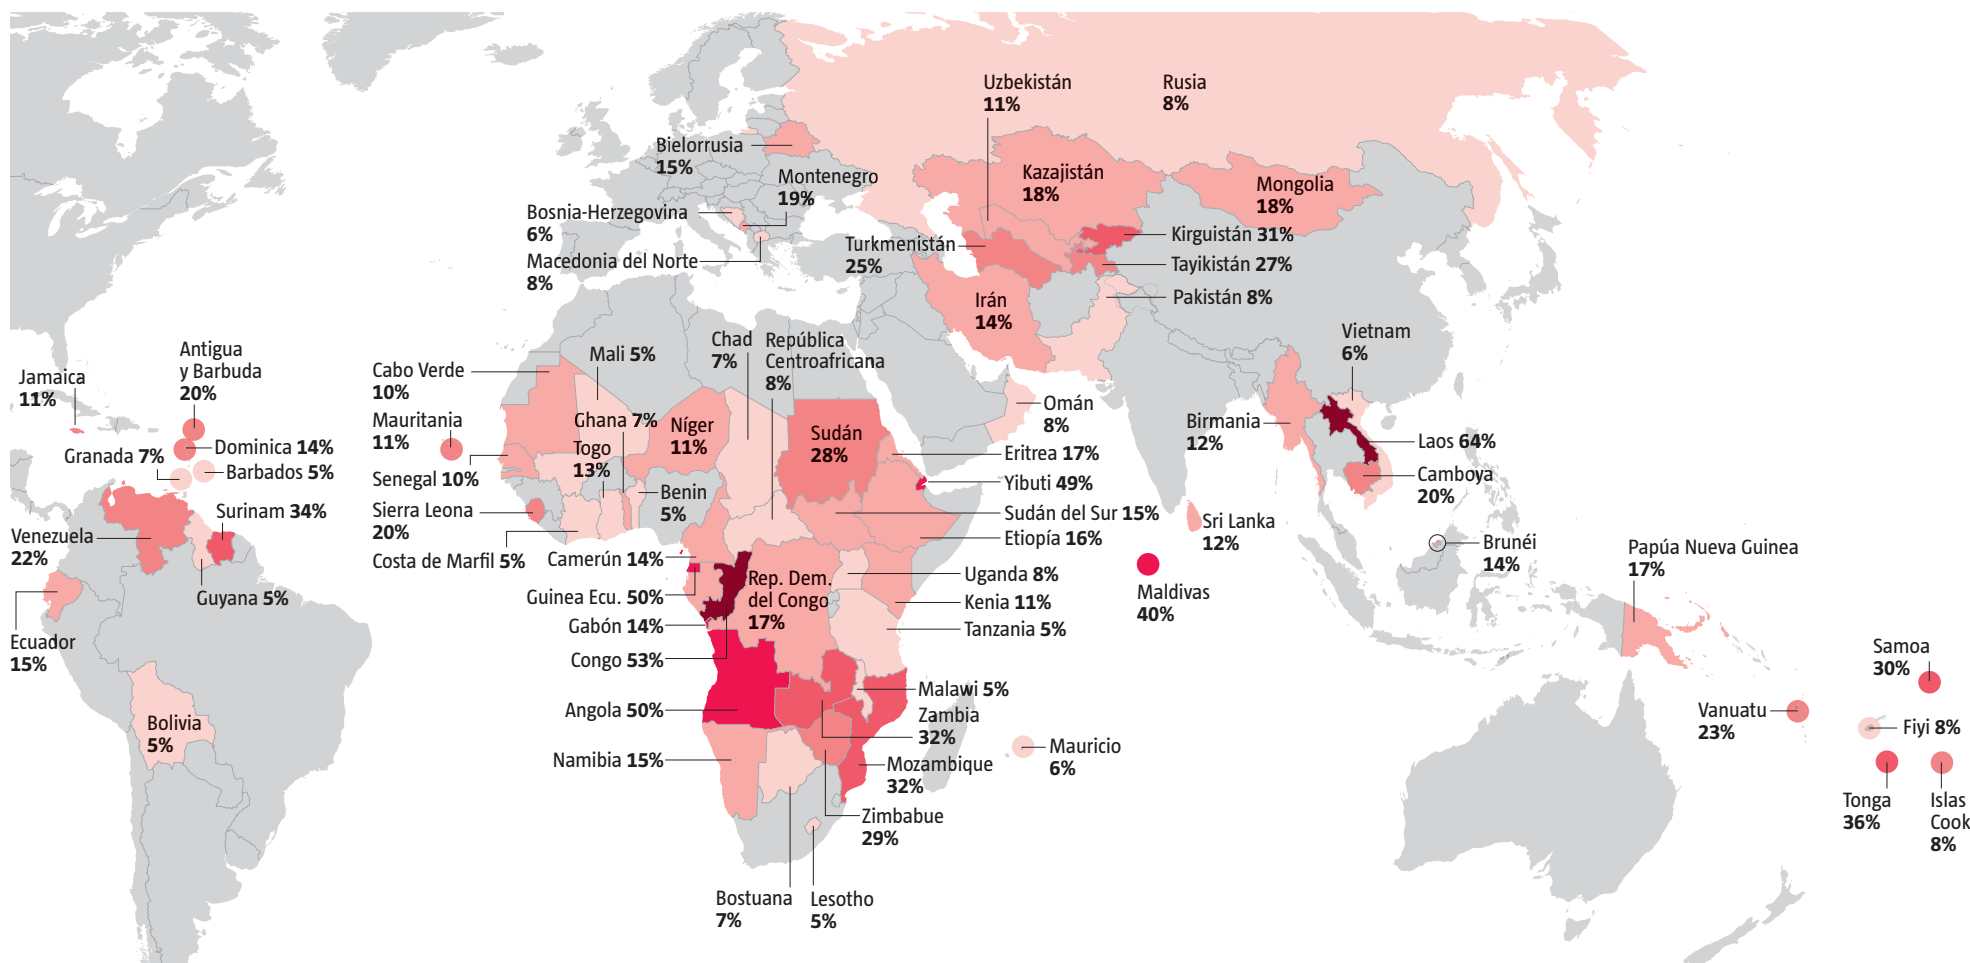 Uzbekistán
11%
Rusia
8%
Bielorrusia
15%
Montenegro
19%
Kazajistán
18%
Mongolia
18%
Bosnia-Herzegovina
6%
Macedonia del Norte
8%
Turkmenistán
25%
Kirguistán 31%
Tayikistán 27%
Pakistán 8%
Irán
14%
Vietnam
6%
Antigua
y Barbuda
20%
Jamaica
11%
Granada 7%
Dominica 14%
Barbados 5%
Surinam 34%
Venezuela
22%
Guyana 5%
Ecuador
15%
Bolivia
5%
Cabo Verde
10%
Mauritania
11%
Senegal 10%
Sierra Leona
20%
Costa de Marfil 5%
Mali 5%
Ghana 7%
Togo
13%
Níger
11%
Benin
5%
Chad
7%
República
Centroafricana
8%
Sudán
28%
Omán
8%
Eritrea 17%
Yibuti 49%
Sudán del Sur 15%
Etiopía 16%
Uganda 8%
Kenia 11%
Tanzania 5%
Camerún 14%
Guinea Ecu. 50%
Gabón 14%
Congo 53%
Rep. Dem.
del Congo
17%
Angola 50%
Namibia 15%
Malawi 5%
Zambia
32%
Mozambique
32%
Zimbabue
29%
Bostuana
7%
Lesotho
5%
Mauricio
6%
Maldivas
40%
Sri Lanka
12%
Birmania
12%
Laos 64%
Camboya
20%
Brunéi
14%
Papúa Nueva Guinea
17%
Samoa
30%
Vanuatu
23%
Fiyi 8%
Tonga
36%
Islas
Cook
8%